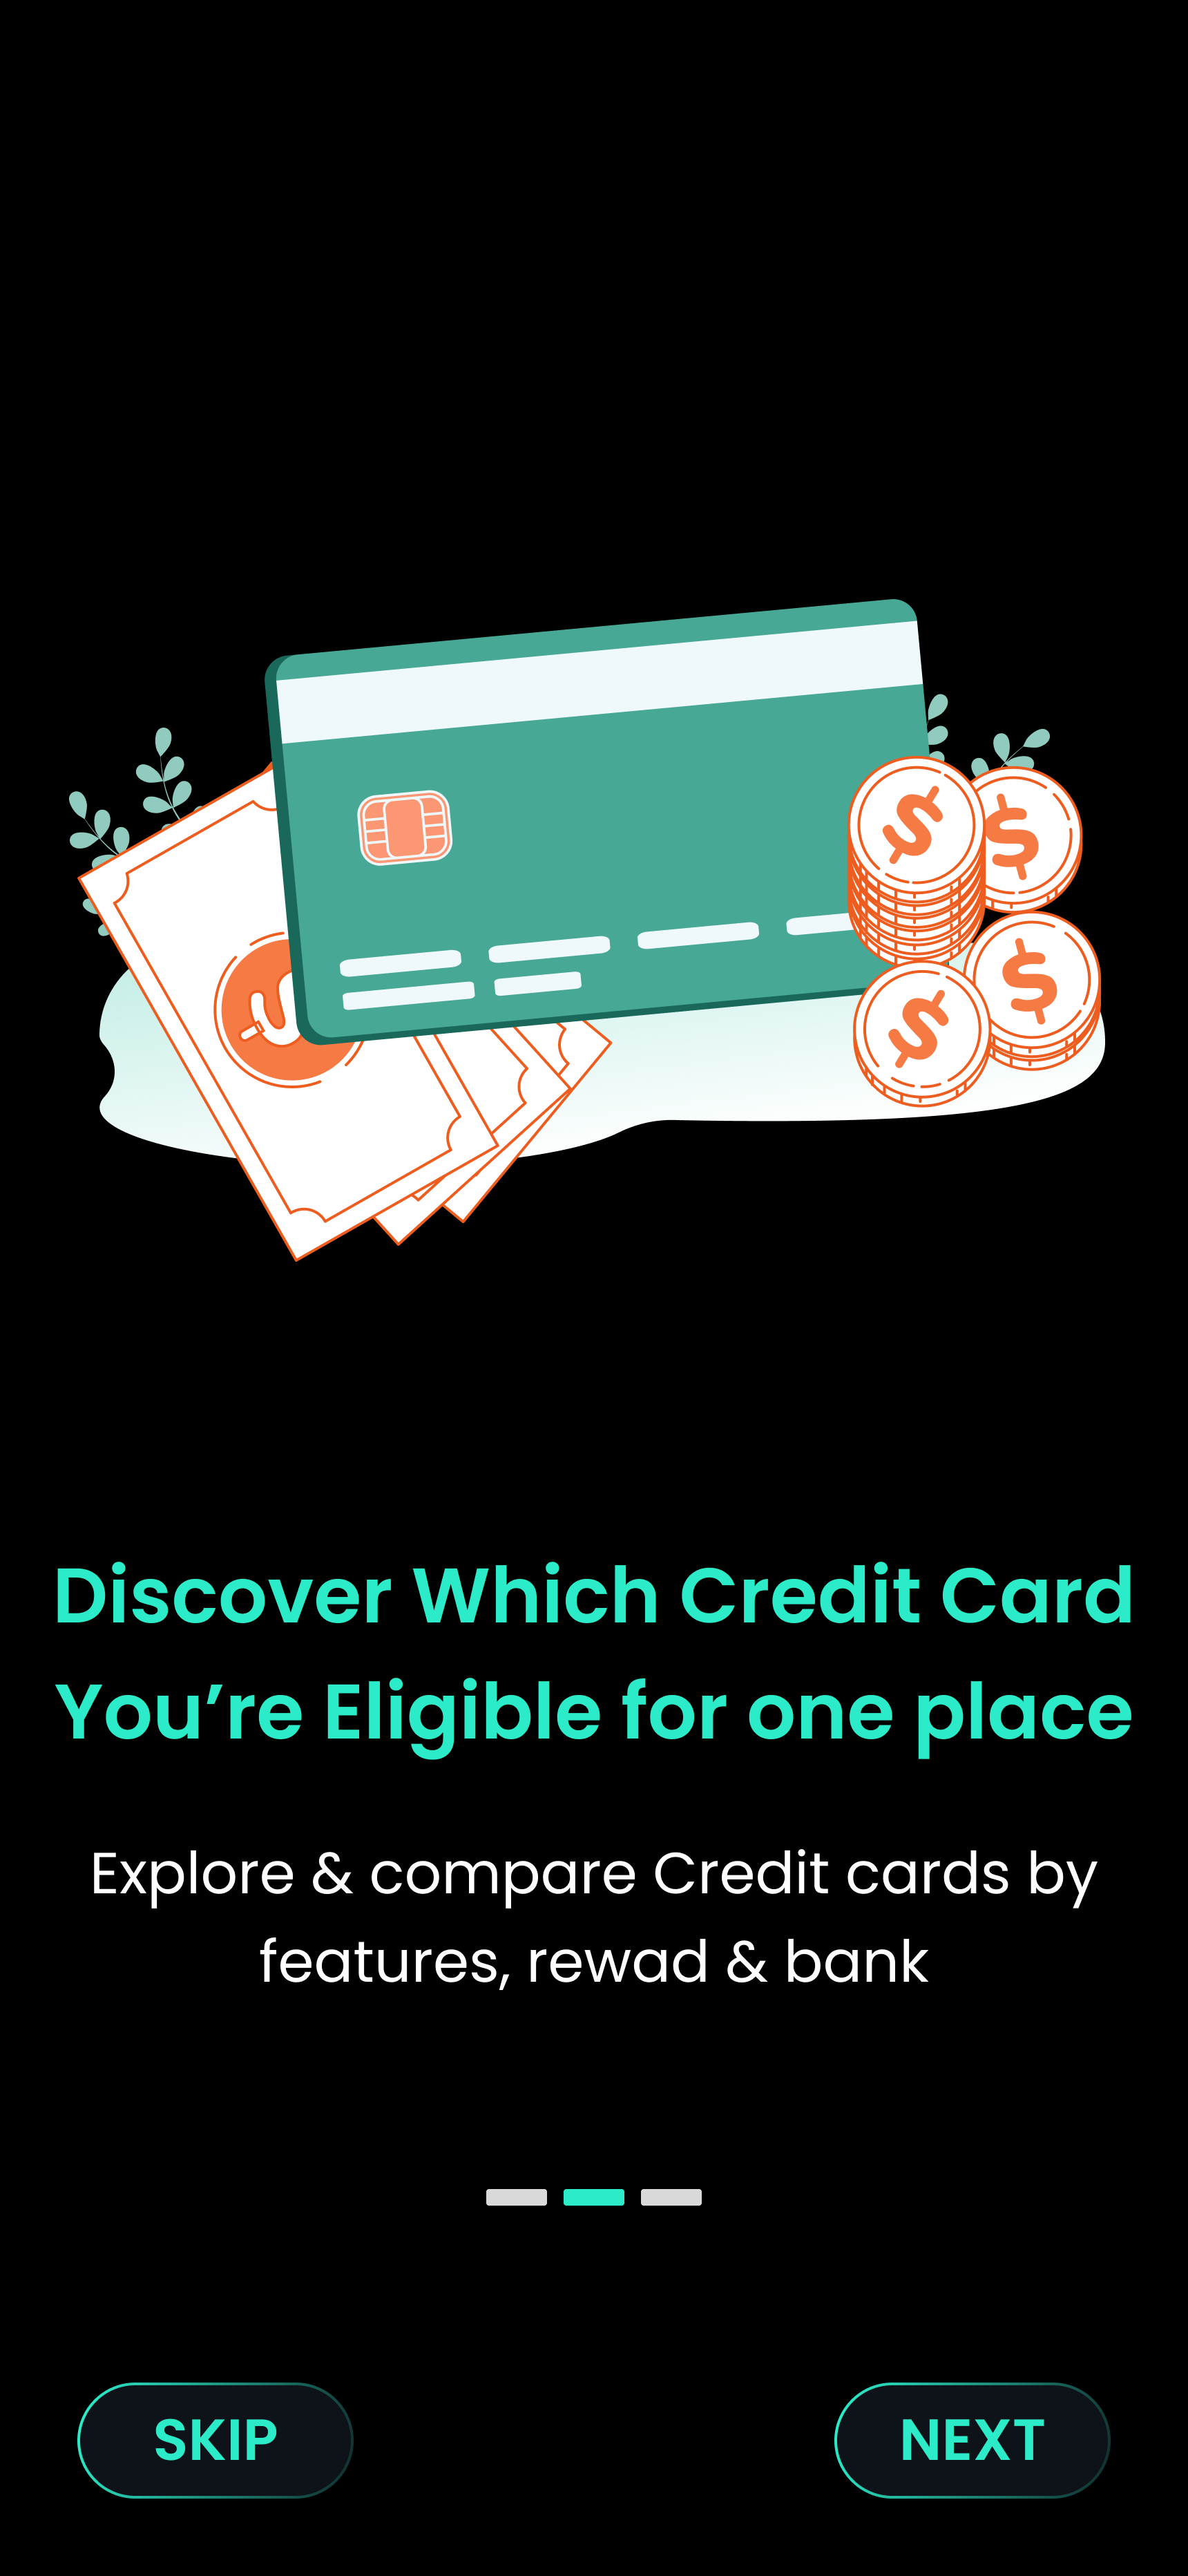 $ $
$
$
Discover Which Credit Card
You’re Eligible for one place
Explore & compare Credit cards by
features, rewad & bank
SKIP NEXT